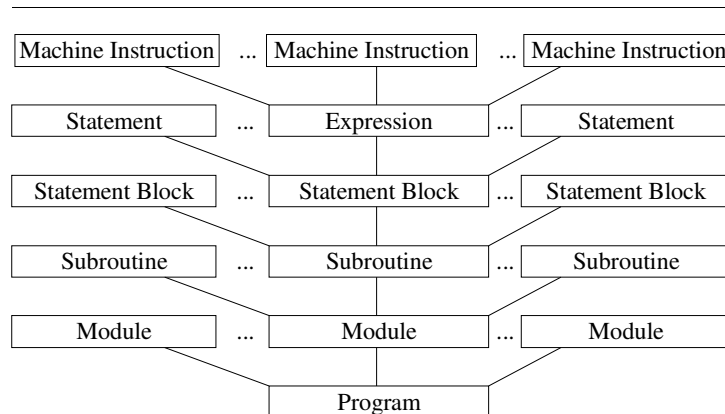 Machine Instruction ... Machine Instruction ... Machine Instruction
Statement ... Expression ... Statement
Statement Block ... Statement Block ... Statement Block
Subroutine ... Subroutine ... Subroutine
Module ... Module ... Module
Program